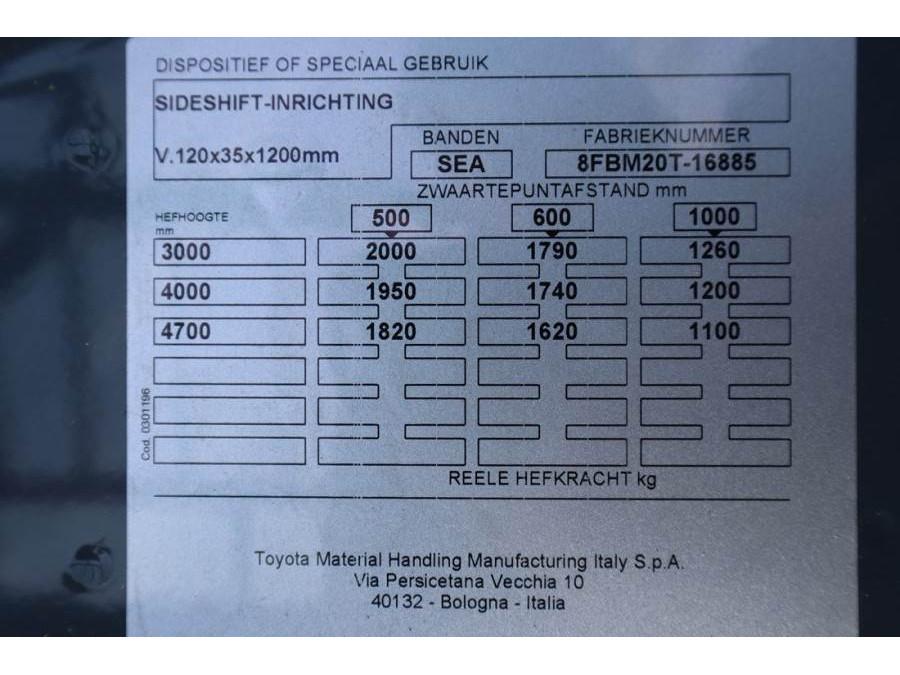 DISPOSITIEF OF SPECIAAL GEBRUIK
SIDESHIFT-INRICHTING
V.120x35x1200mm
BANDEN FABRIEKNUMMER
SEA 8FBM20T-16885
ZWAARTEPUNTAFSTAND mm
HEFHOOGTE
mm
500 600 1000
3000 2000 1790 1260
4000 1950 1740 1200
4700 1820 1620 1100
Cod. 0301196
REELE HEFKRACHT kg
Toyota Material Handling Manufacturing Italy S.p.A.
Via Persicetana Vecchia 10
40132 - Bologna - Italia